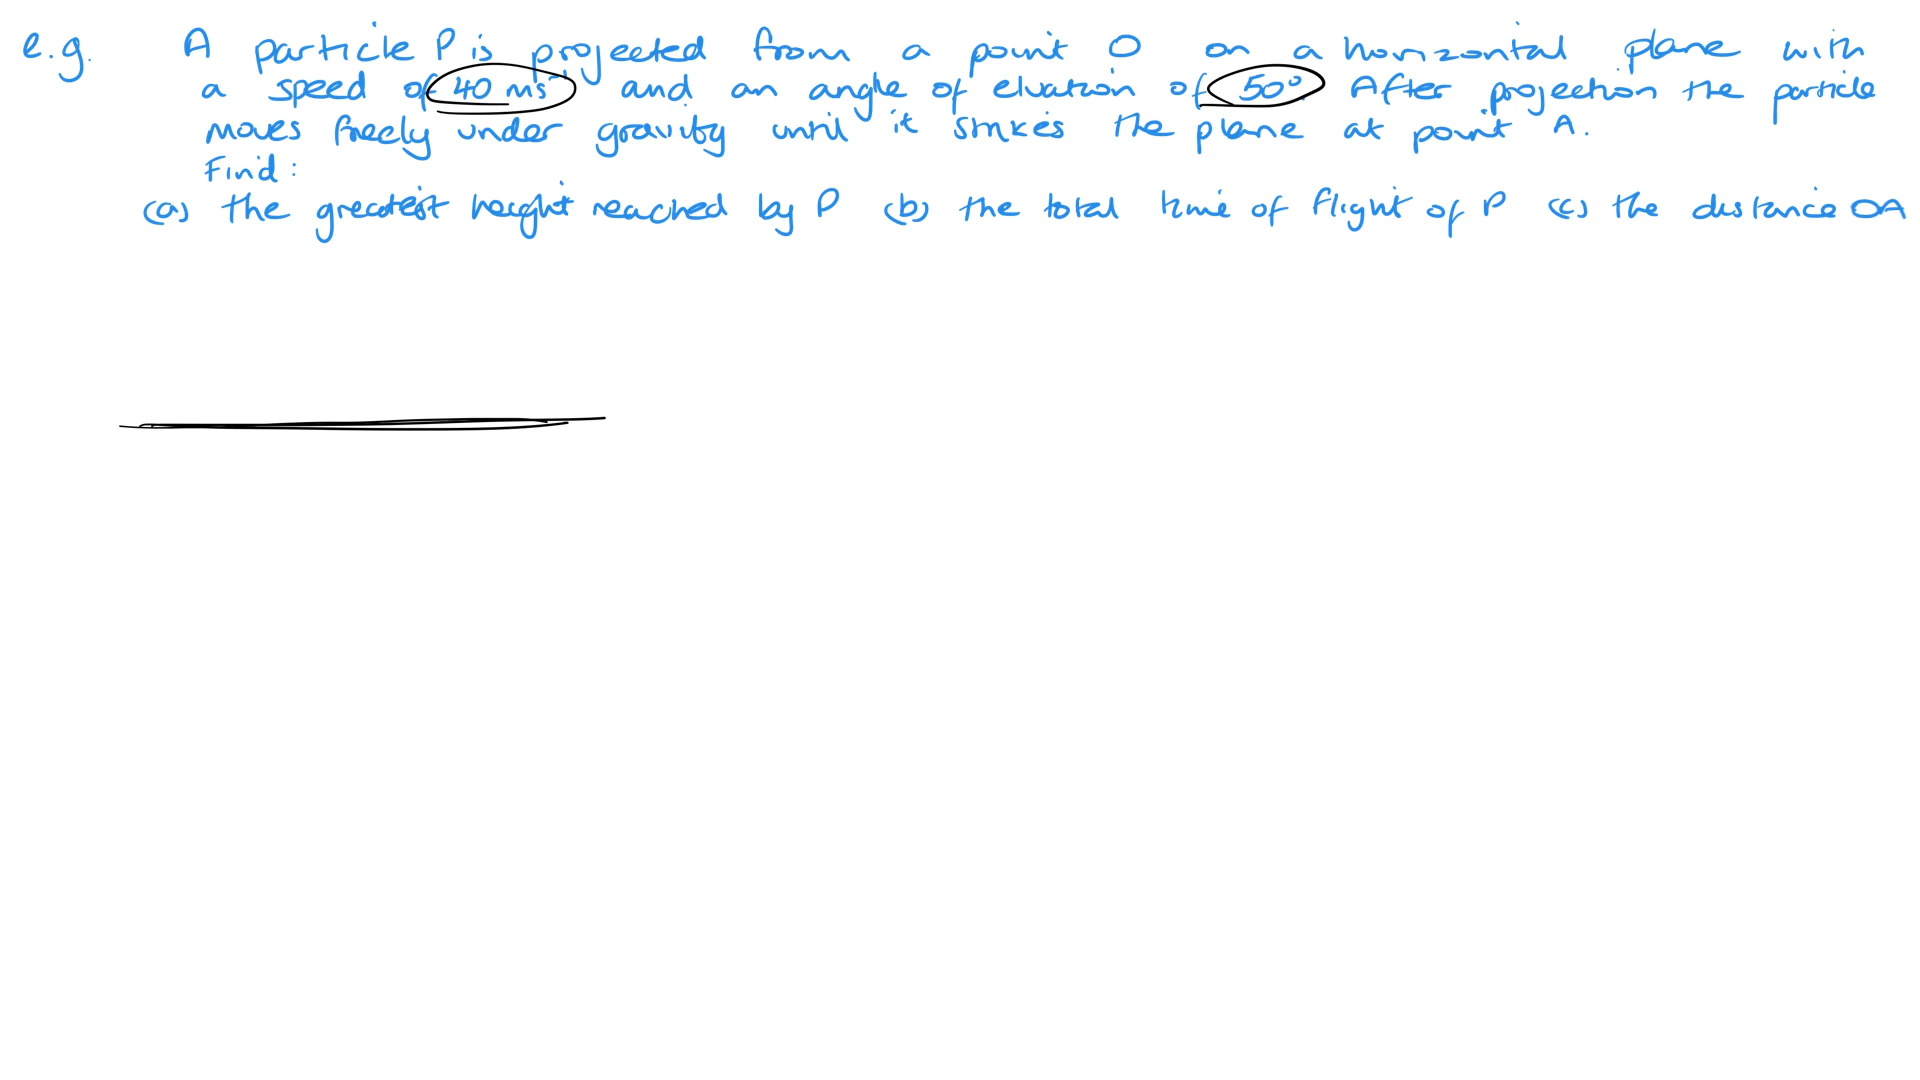 e.g. A particle P is projected from a point O on a horizontal plane with
a speed of 40 ms⁻¹ and an angle of elvation of 50°. After projection the particle
moves freely under gravity until it strikes the plane at point A.
Find:
(a) the greatest height reached by P (b) the total time of flight of P (c) the distance OA